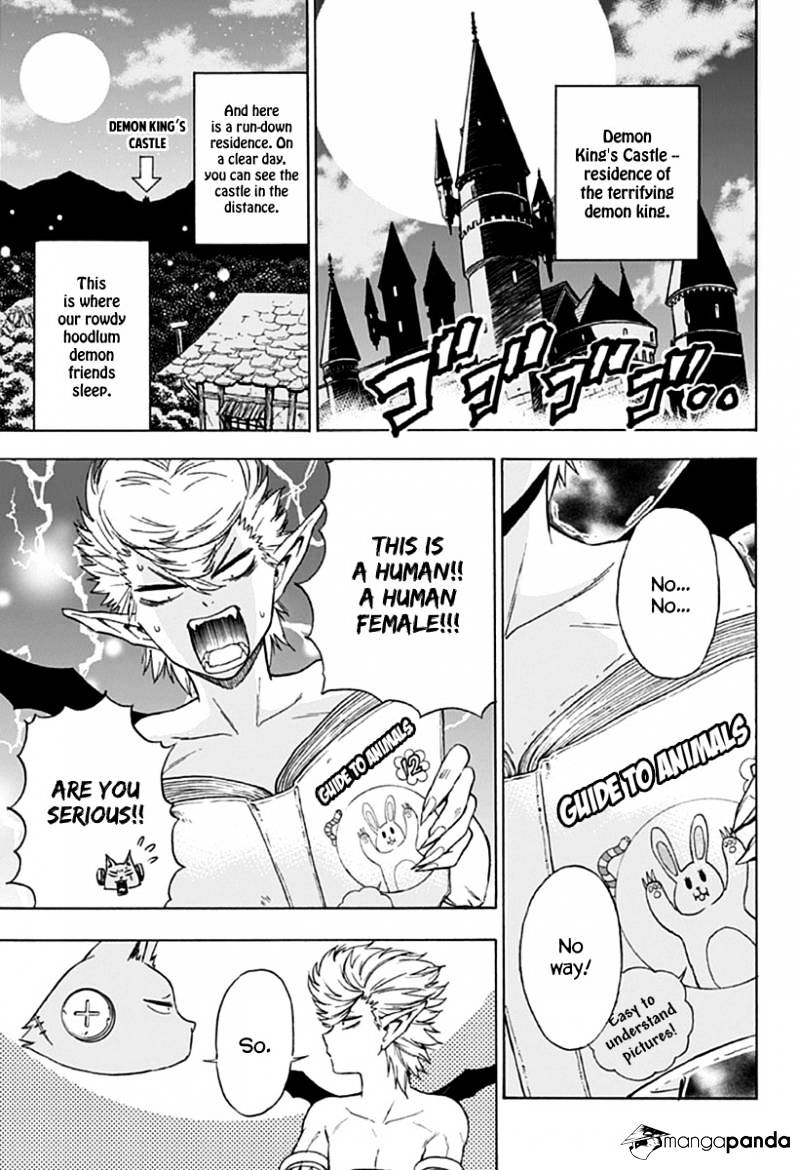 Demon
King's Castle --
residence of
the terrifying
demon king.
ゴゴゴゴ...
And here
is a run-down
residence. On
a clear day,
you can see the
castle in the
distance.
DEMON KING'S
CASTLE
This
is where
our rowdy
hoodlum
demon
friends
sleep.
No...
No...
GUIDE TO ANIMALS
No
way!
Easy to
understand
pictures!
THIS IS
A HUMAN!!
A HUMAN
FEMALE!!!
GUIDE TO ANIMALS
12
ARE YOU
SERIOUS!!
So.
mangapanda